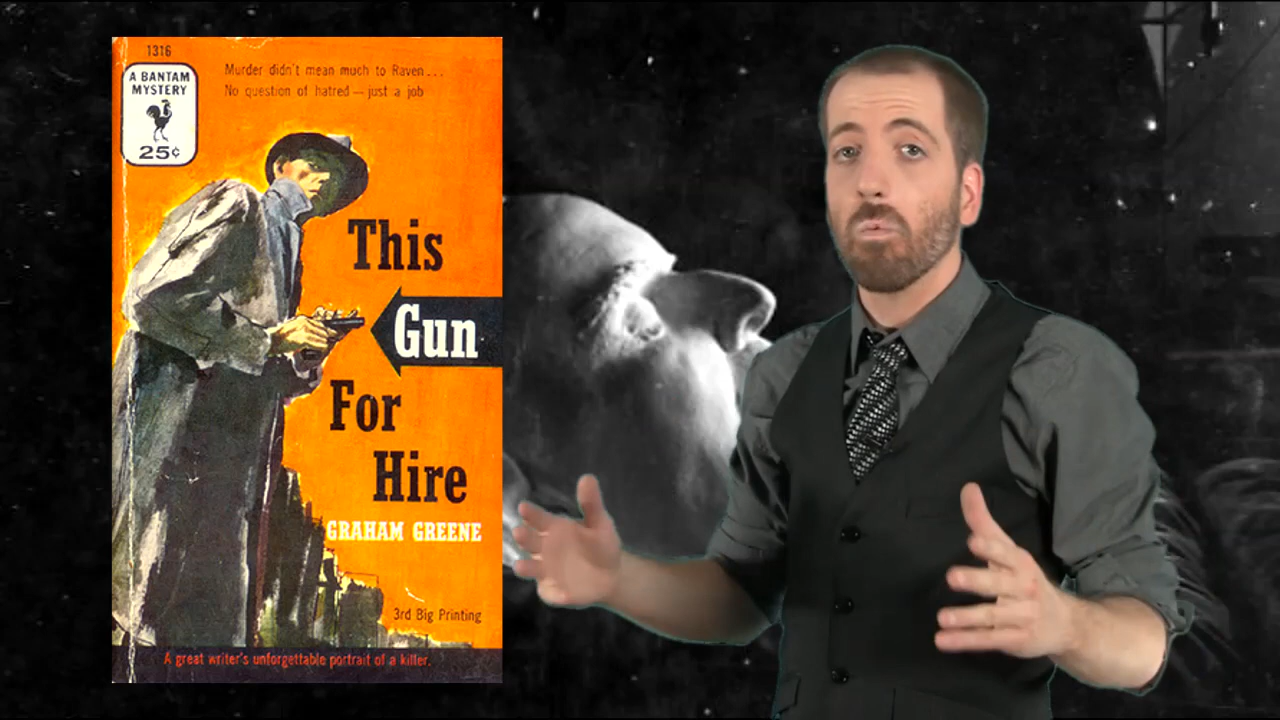 1316
A BANTAM
MYSTERY
25¢
Murder didn't mean much to Raven...
No question of hatred — just a job
This
Gun
For
Hire
GRAHAM GREENE
3rd Big Printing
A great writer's unforgettable portrait of a killer.